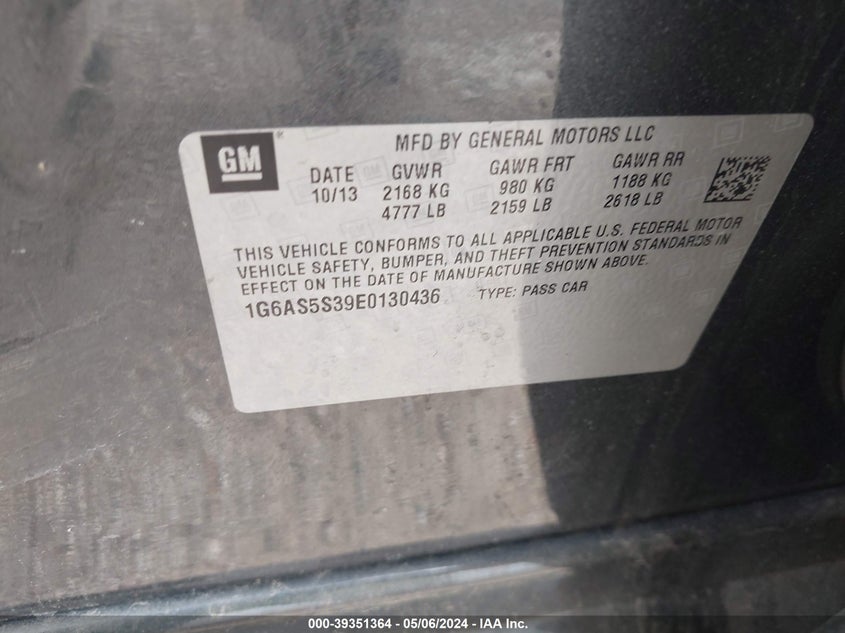 GM®
MFD BY GENERAL MOTORS LLC
DATE GVWR GAWR FRT GAWR RR
10/13 2168 KG 980 KG 1188 KG
4777 LB 2159 LB 2618 LB
THIS VEHICLE CONFORMS TO ALL APPLICABLE U.S. FEDERAL MOTOR
VEHICLE SAFETY, BUMPER, AND THEFT PREVENTION STANDARDS IN
EFFECT ON THE DATE OF MANUFACTURE SHOWN ABOVE.
1G6AS5S39E0130436 TYPE: PASS CAR
000-39351364 - 05/06/2024 - IAA Inc.